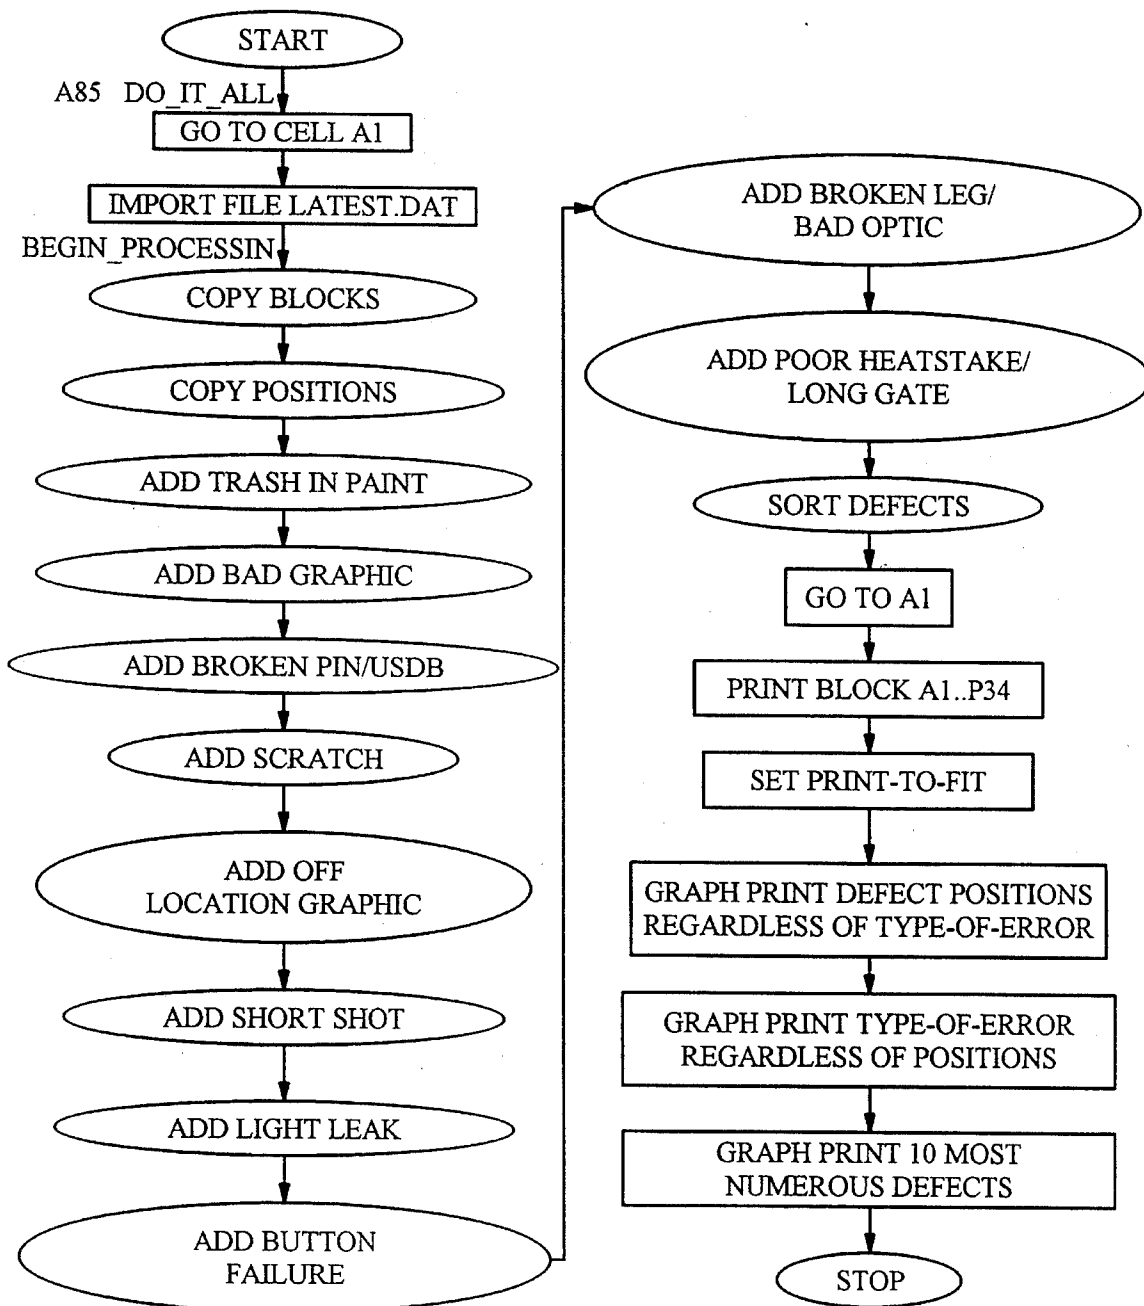 START
A85 DO_IT_ALL
GO TO CELL A1
IMPORT FILE LATEST.DAT
BEGIN_PROCESSIN
COPY BLOCKS
COPY POSITIONS
ADD TRASH IN PAINT
ADD BAD GRAPHIC
ADD BROKEN PIN/USDB
ADD SCRATCH
ADD OFF
LOCATION GRAPHIC
ADD SHORT SHOT
ADD LIGHT LEAK
ADD BUTTON
FAILURE
ADD BROKEN LEG/
BAD OPTIC
ADD POOR HEATSTAKE/
LONG GATE
SORT DEFECTS
GO TO A1
PRINT BLOCK A1..P34
SET PRINT-TO-FIT
GRAPH PRINT DEFECT POSITIONS
REGARDLESS OF TYPE-OF-ERROR
GRAPH PRINT TYPE-OF-ERROR
REGARDLESS OF POSITIONS
GRAPH PRINT 10 MOST
NUMEROUS DEFECTS
STOP